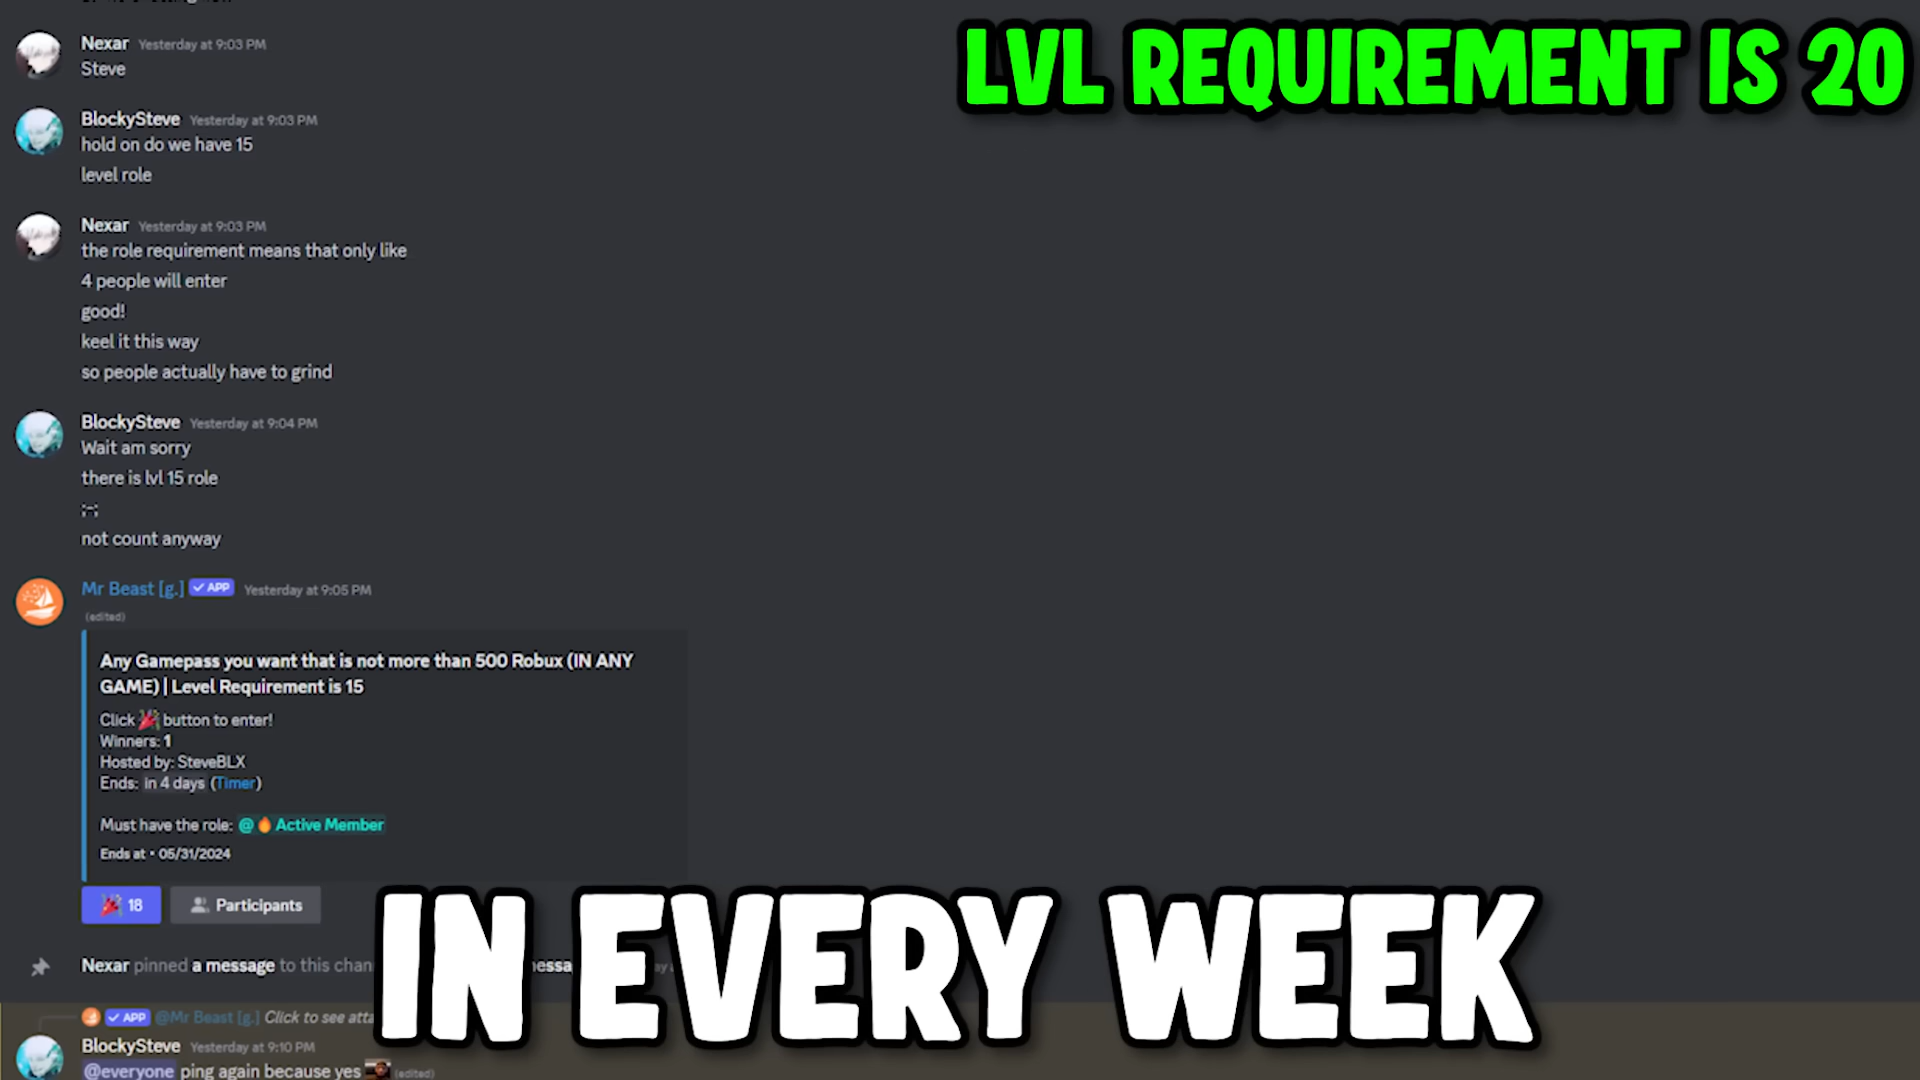 LVL REQUIREMENT IS 20
Nexar Yesterday at 9:03 PM
Steve
BlockySteve Yesterday at 9:03 PM
hold on do we have 15
level role
Nexar Yesterday at 9:03 PM
the role requirement means that only like
4 people will enter
good!
keel it this way
so people actually have to grind
BlockySteve Yesterday at 9:04 PM
Wait am sorry
there is lvl 15 role
;-;
not count anyway
Mr Beast [g.] ✓ APP Yesterday at 9:05 PM
(edited)
Any Gamepass you want that is not more than 500 Robux (IN ANY
GAME) | Level Requirement is 15
Click 🎉 button to enter!
Winners: 1
Hosted by: SteveBLX
Ends: in 4 days (Timer)
Must have the role: @🔥Active Member
Ends at • 05/31/2024
🎉 18 Participants
Nexar pinned a message to this
IN EVERY WEEK
✓ APP @Mr Beast [g.] Click to see
BlockySteve Yesterday at 9:10 PM
@everyone ping again because yes (edited)